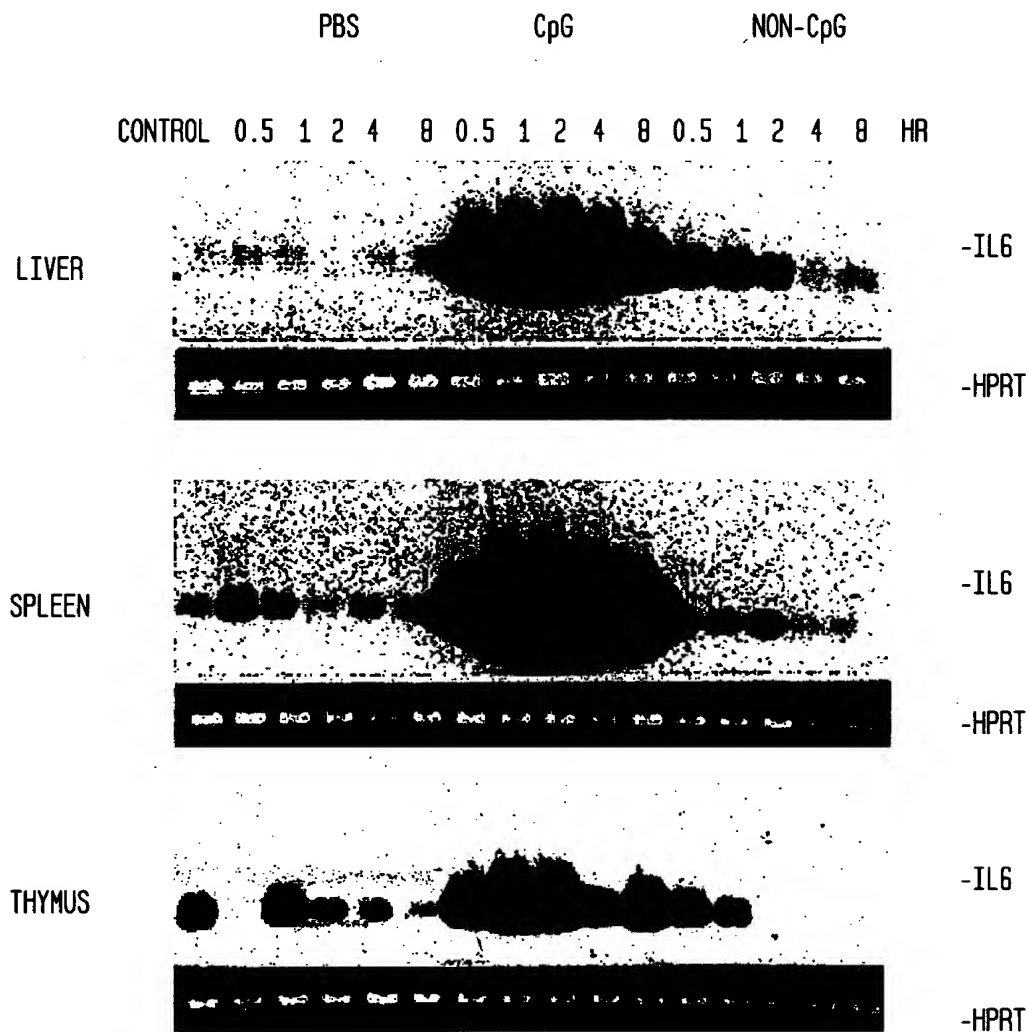 PBS CpG NON-CpG
CONTROL 0.5 1 2 4 8 0.5 1 2 4 8 0.5 1 2 4 8 HR
-IL6
LIVER
-HPRT
-IL6
SPLEEN
-HPRT
-IL6
THYMUS
-HPRT